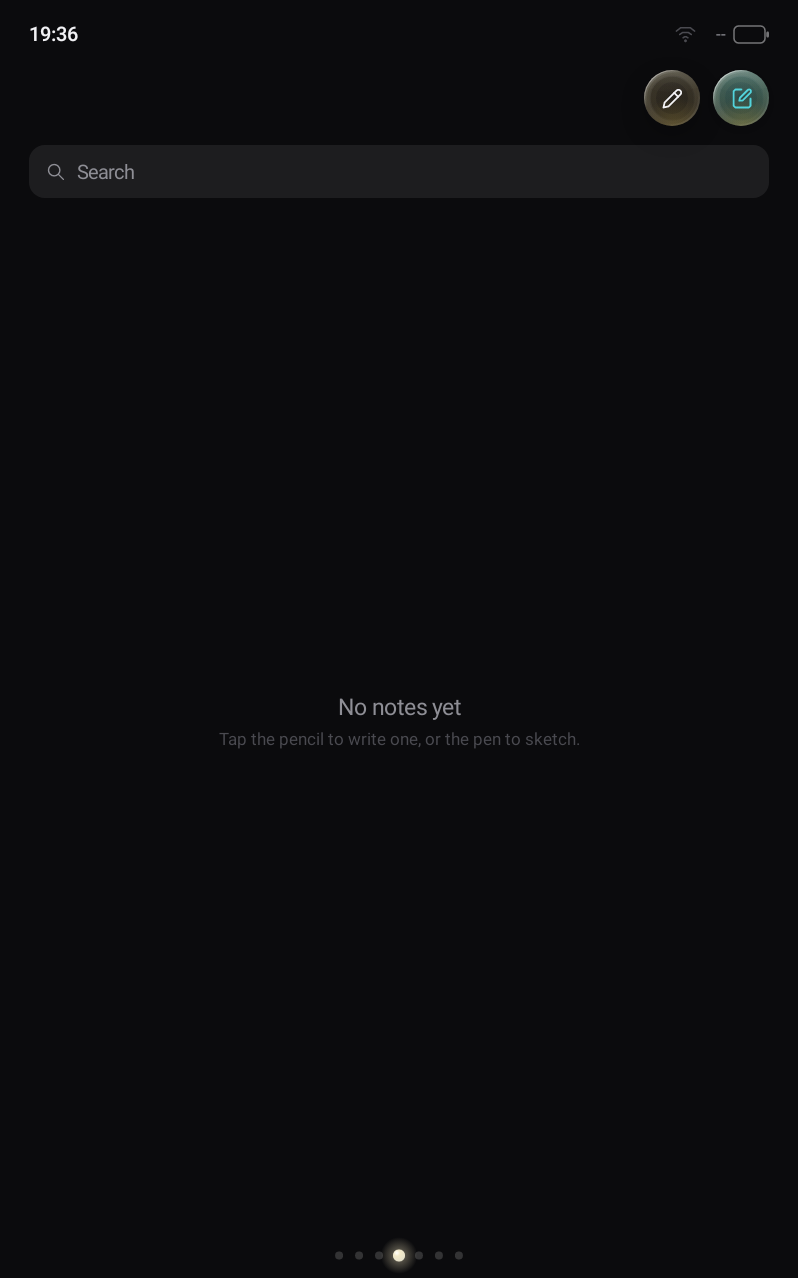 19:36
--
Search
No notes yet
Tap the pencil to write one, or the pen to sketch.